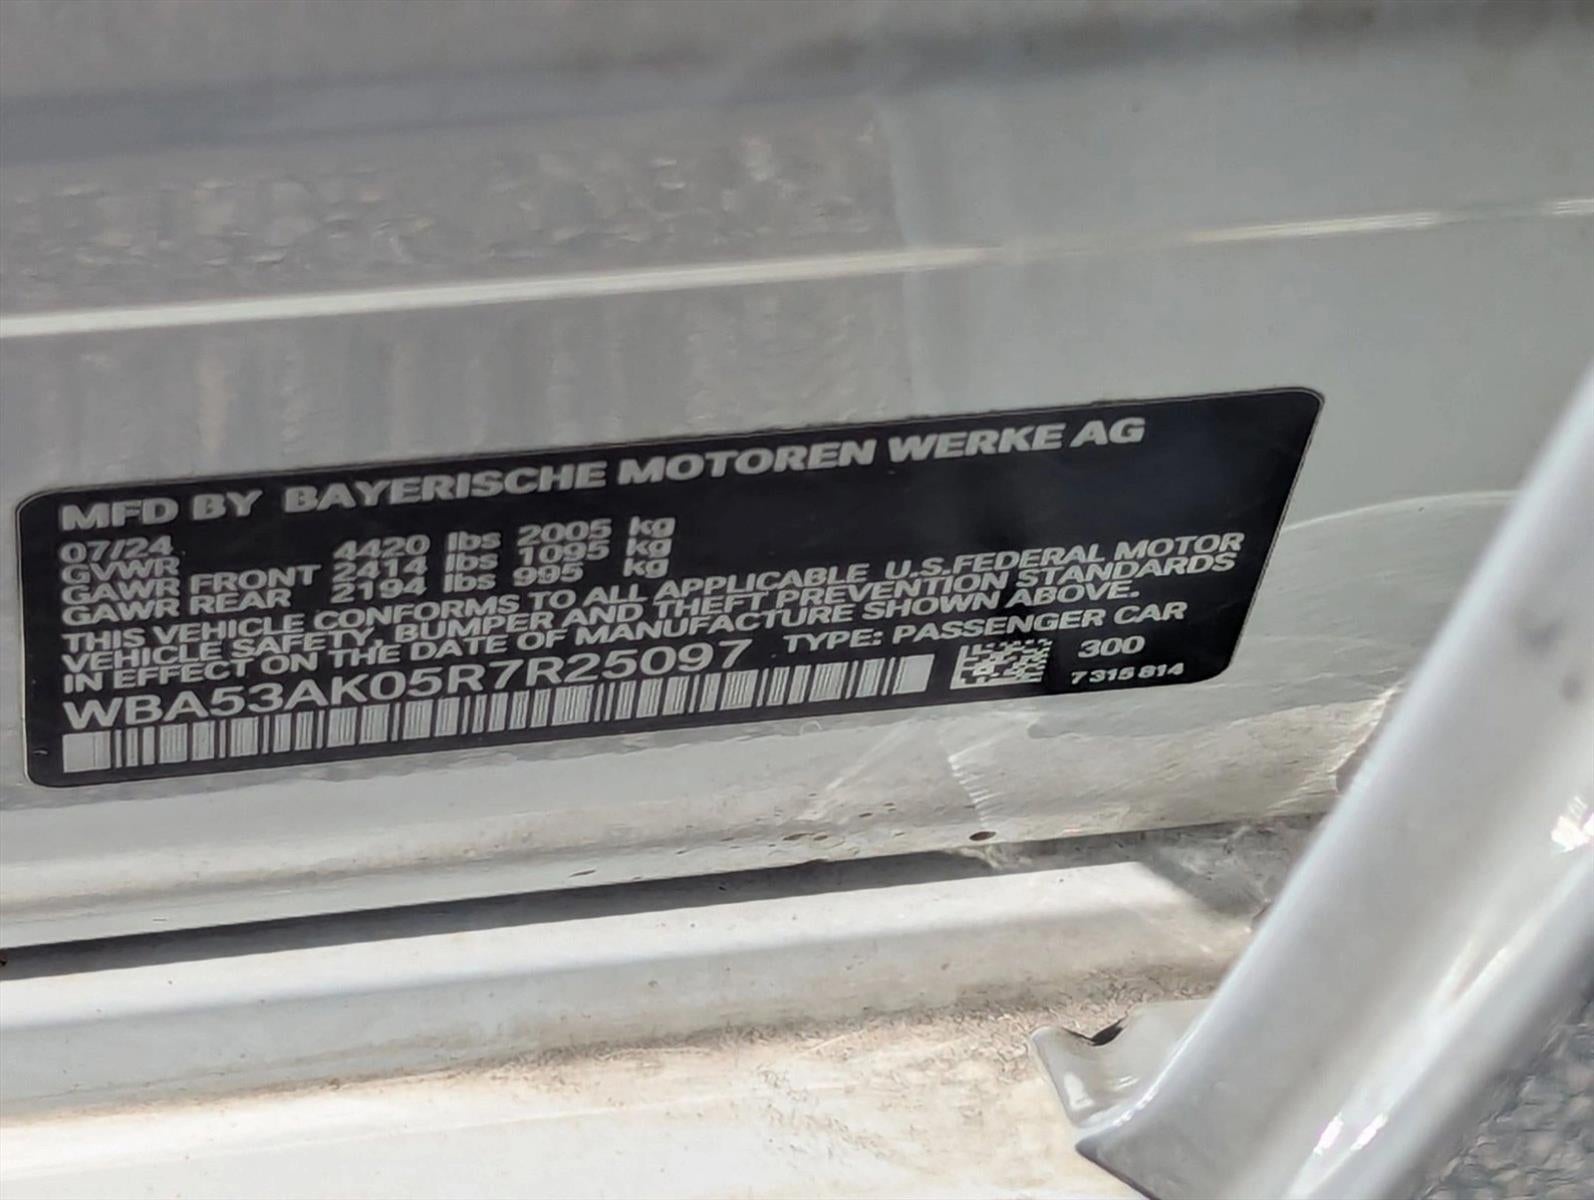 MFD BY BAYERISCHE MOTOREN WERKE AG
07/24
GVWR 4420 lbs 2005 kg
GAWR FRONT 2414 lbs 1095 kg
GAWR REAR 2194 lbs 995 kg
THIS VEHICLE CONFORMS TO ALL APPLICABLE U.S.FEDERAL MOTOR
VEHICLE SAFETY, BUMPER AND THEFT PREVENTION STANDARDS
IN EFFECT ON THE DATE OF MANUFACTURE SHOWN ABOVE.
WBA53AK05R7R25097 TYPE: PASSENGER CAR
300
7 315 814